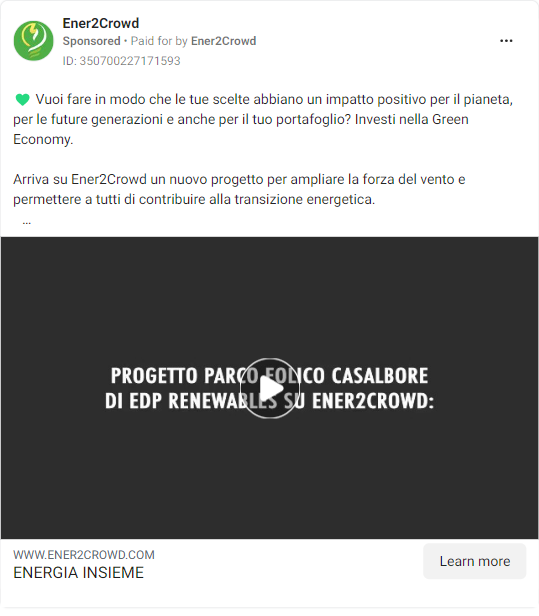 Ener2Crowd
Sponsored • Paid for by Ener2Crowd
ID: 350700227171593
💚 Vuoi fare in modo che le tue scelte abbiano un impatto positivo per il pianeta,
per le future generazioni e anche per il tuo portafoglio? Investi nella Green
Economy.
Arriva su Ener2Crowd un nuovo progetto per ampliare la forza del vento e
permettere a tutti di contribuire alla transizione energetica.
...
PROGETTO PARCO EOLICO CASALBORE
DI EDP RENEWABLES SU ENER2CROWD:
WWW.ENER2CROWD.COM
ENERGIA INSIEME
Learn more